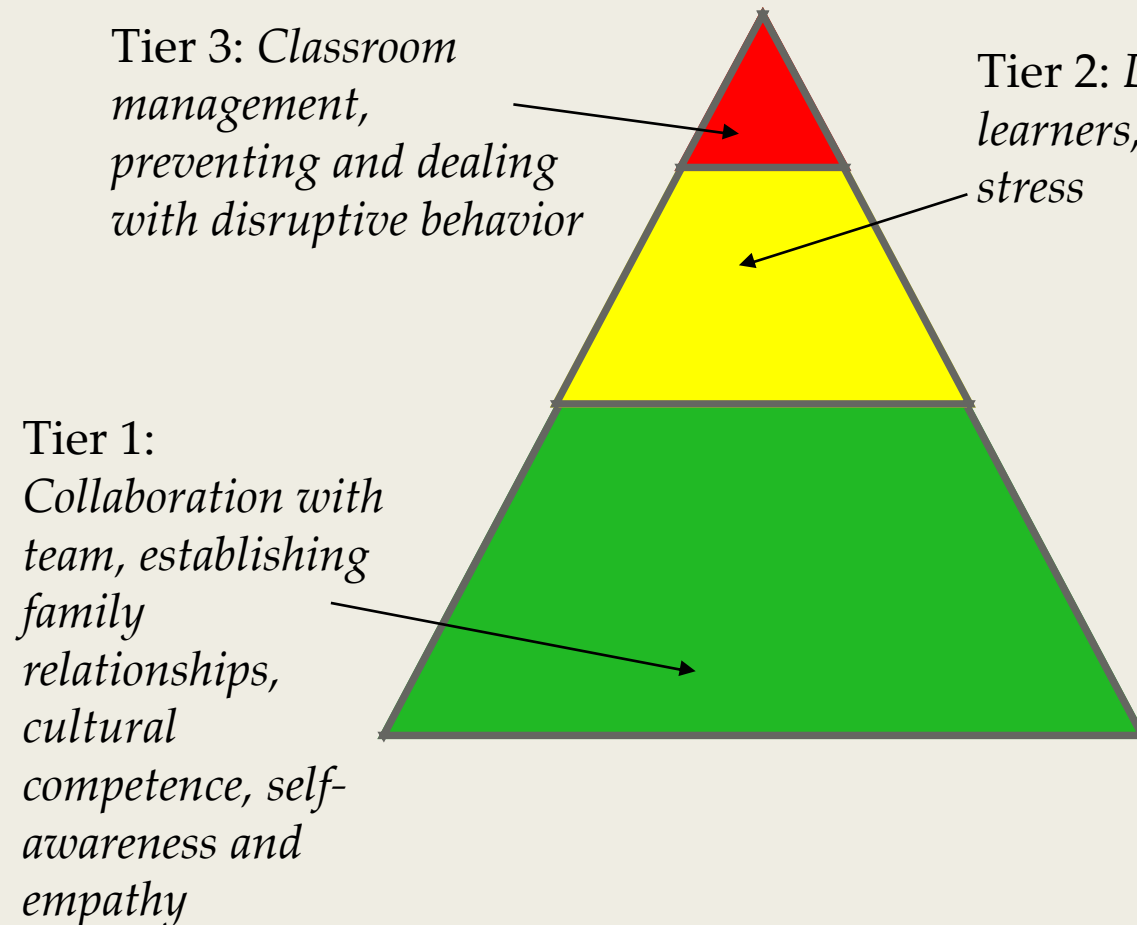 Tier 3: Classroom
management,
preventing and dealing
with disruptive behavior
Tier 2:
learners,
stress
Tier 1:
Collaboration with
team, establishing
family
relationships,
cultural
competence, self-
awareness and
empathy